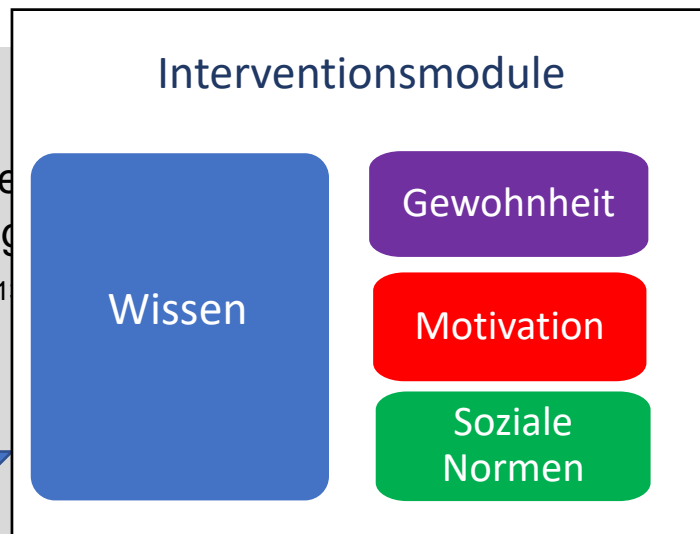 Interventionsmodule
Wissen
Gewohnheit
Motivation
Soziale
Normen